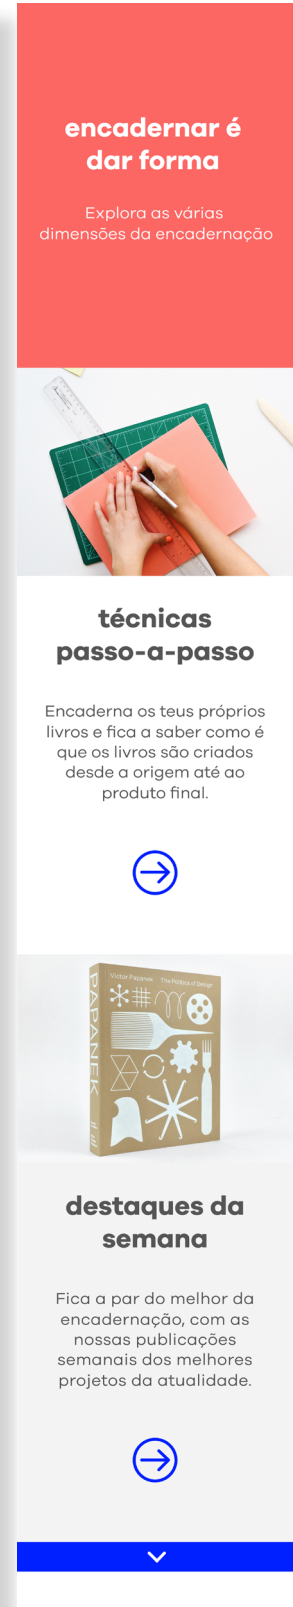 encadernar é
dar forma
Explora as várias
dimensões da encadernação
técnicas
passo-a-passo
Encaderna os teus próprios
livros e fica a saber como é
que os livros são criados
desde a origem até ao
produto final.
Victor Papanek The Politics of Design
PAPANEK
destaques da
semana
Fica a par do melhor da
encadernação, com as
nossas publicações
semanais dos melhores
projetos da atualidade.